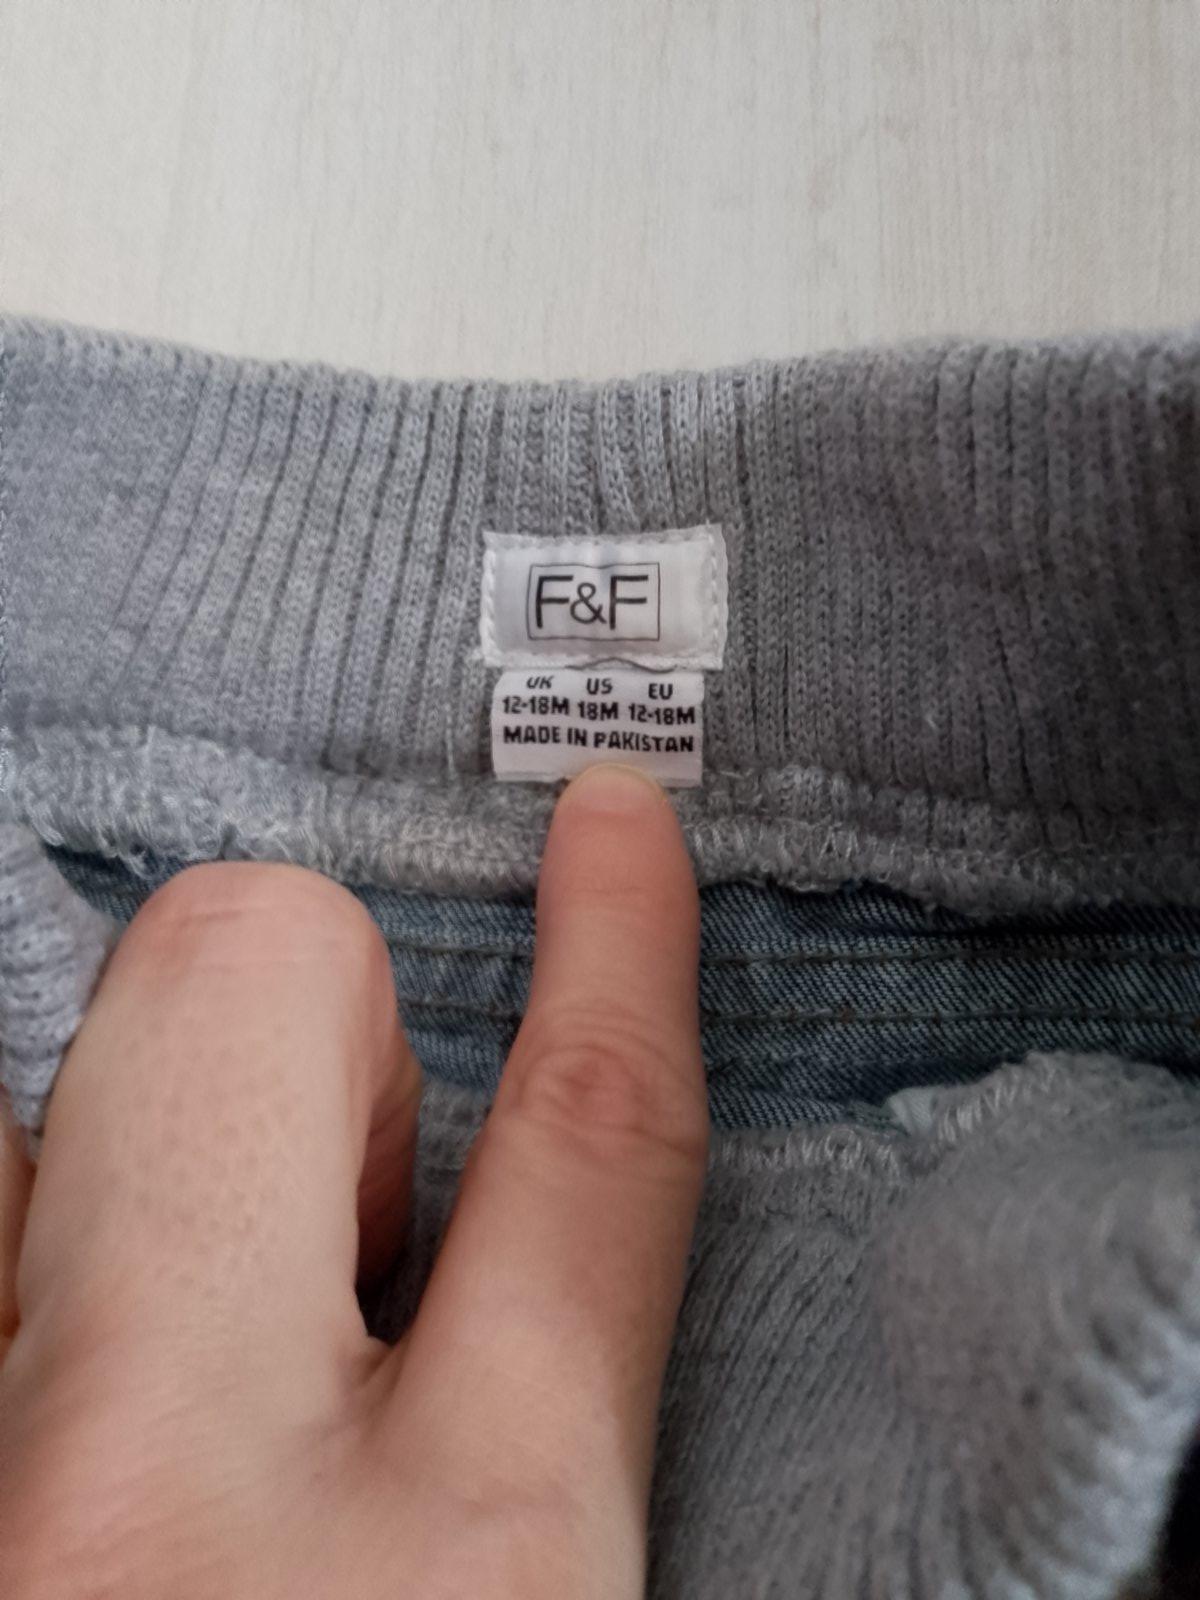 F&F
UK US EU
12-18M 18M 12-18M
MADE IN PAKISTAN